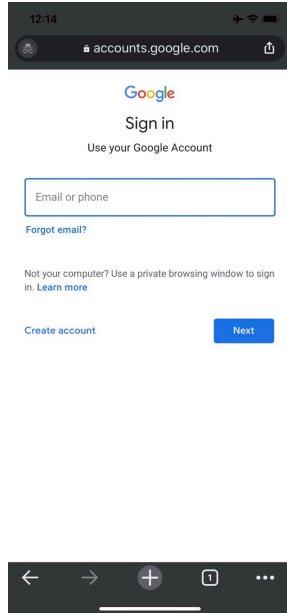 12:14
accounts.google.com
Google
Sign in
Use your Google Account
Email or phone
Forgot email?
Not your computer? Use a private browsing window to sign
in. Learn more
Create account
Next
1